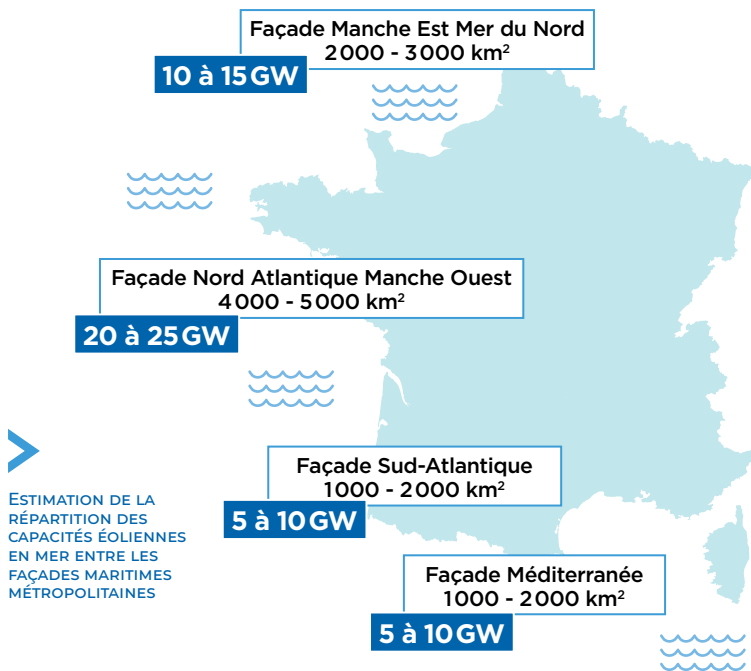 Façade Manche Est Mer du Nord
2000 - 3000 km²
10 à 15 GW
Façade Nord Atlantique Manche Ouest
4000 - 5000 km²
20 à 25 GW
Façade Sud-Atlantique
1000 - 2000 km²
5 à 10 GW
Façade Méditerranée
1000 - 2000 km²
5 à 10 GW
ESTIMATION DE LA
RÉPARTITION DES
CAPACITÉS ÉOLIENNES
EN MER ENTRE LES
FAÇADES MARITIMES
MÉTROPOLITAINES